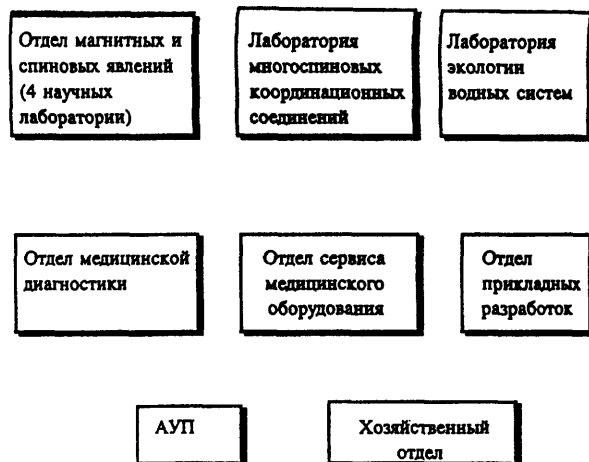 Отдел магнитных и
спиновых явлений
(4 научных
лаборатории)
Лаборатория
многоспиновых
координационных
соединений
Лаборатория
экологии
водных систем
Отдел медицинской
диагностики
Отдел сервиса
медицинского
оборудования
Отдел
прикладных
разработок
АУП
Хозяйственный
отдел